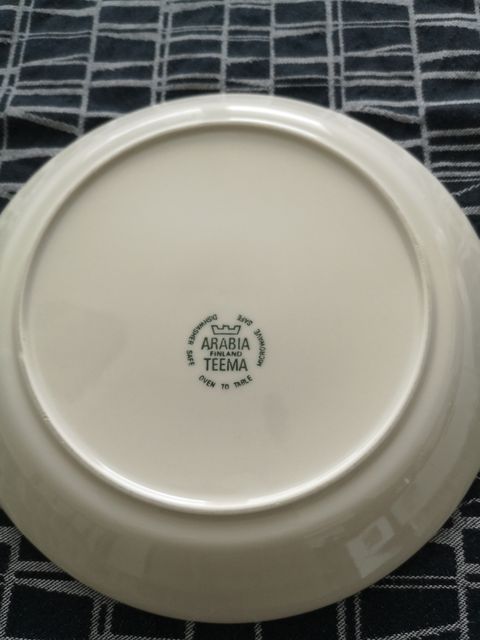 DISHWASHER SAFE
MICROWAVE SAFE
ARABIA
FINLAND
TEEMA
OVEN TO TABLE